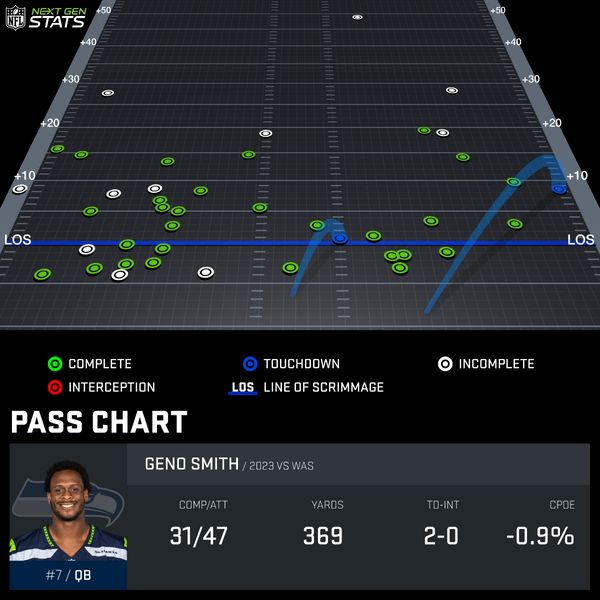 NFL NEXT GEN STATS
+50 +50
+40 +40
+30 +30
+20 +20
+10 +10
LOS LOS
COMPLETE TOUCHDOWN INCOMPLETE
INTERCEPTION LOS LINE OF SCRIMMAGE
PASS CHART
GENO SMITH / 2023 VS WAS
COMP/ATT YARDS TD-INT CPOE
31/47 369 2-0 -0.9%
#7 / QB